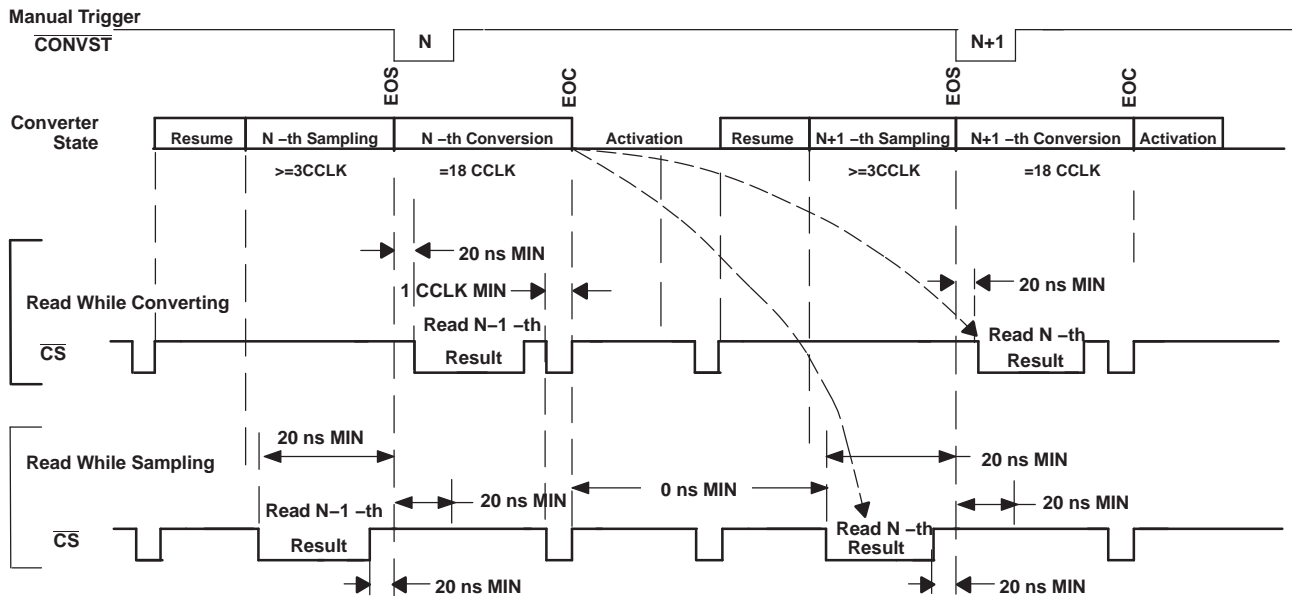 Manual Trigger
CONVST
N
N+1
EOS
EOC
EOS
EOC
Converter
State
Resume
N –th Sampling
N –th Conversion
Activation
Resume
N+1 –th Sampling
N+1 –th Conversion
Activation
>=3CCLK
=18 CCLK
>=3CCLK
=18 CCLK
20 ns MIN
1 CCLK MIN
20 ns MIN
Read While Converting
Read N–1 –th
Result
Read N –th
Result
CS
20 ns MIN
Read While Sampling
20 ns MIN
20 ns MIN
0 ns MIN
20 ns MIN
Read N–1 –th
Result
Read N –th
Result
CS
20 ns MIN
20 ns MIN